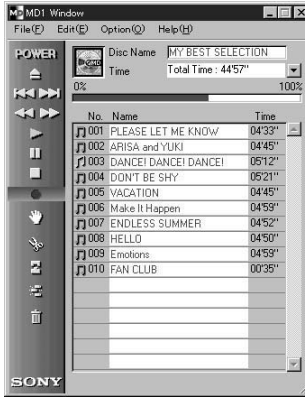 MD1 Window
File(F) Edit(E) Option(O) Help(H)
POWER
Disc Name MY BEST SELECTION
Time Total Time : 44'57"
0% 100%
No. Name Time
001 PLEASE LET ME KNOW 04'33"
002 ARISA and YUKI 04'45"
003 DANCE! DANCE! DANCE! 05'12"
004 DON'T BE SHY 05'21"
005 VACATION 04'45"
006 Make It Happen 04'59"
007 ENDLESS SUMMER 04'52"
008 HELLO 04'50"
009 Emotions 04'59"
010 FAN CLUB 00'35"
SONY